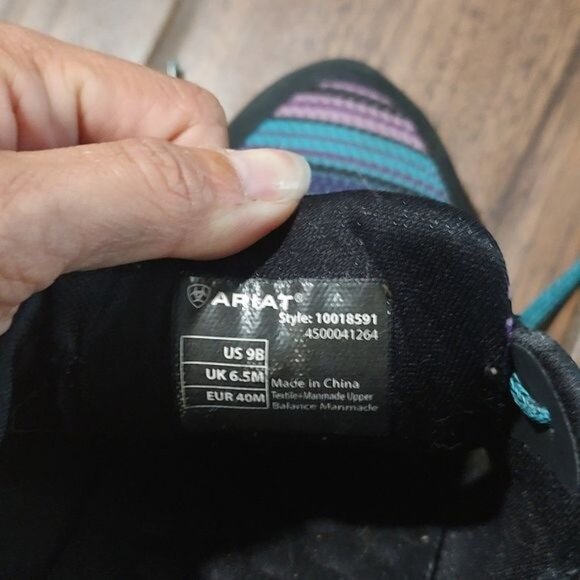 ARIAT®
Style: 10018591
4500041264
US 9B
UK 6.5M
EUR 40M
Made in China
Textile+Manmade Upper
Balance Manmade